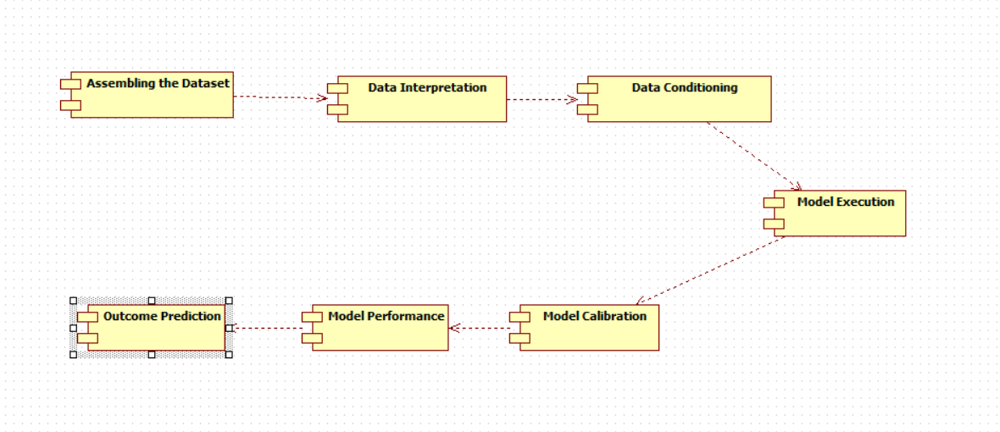 Assembling the Dataset
Data Interpretation
Data Conditioning
Model Execution
Model Calibration
Model Performance
Outcome Prediction